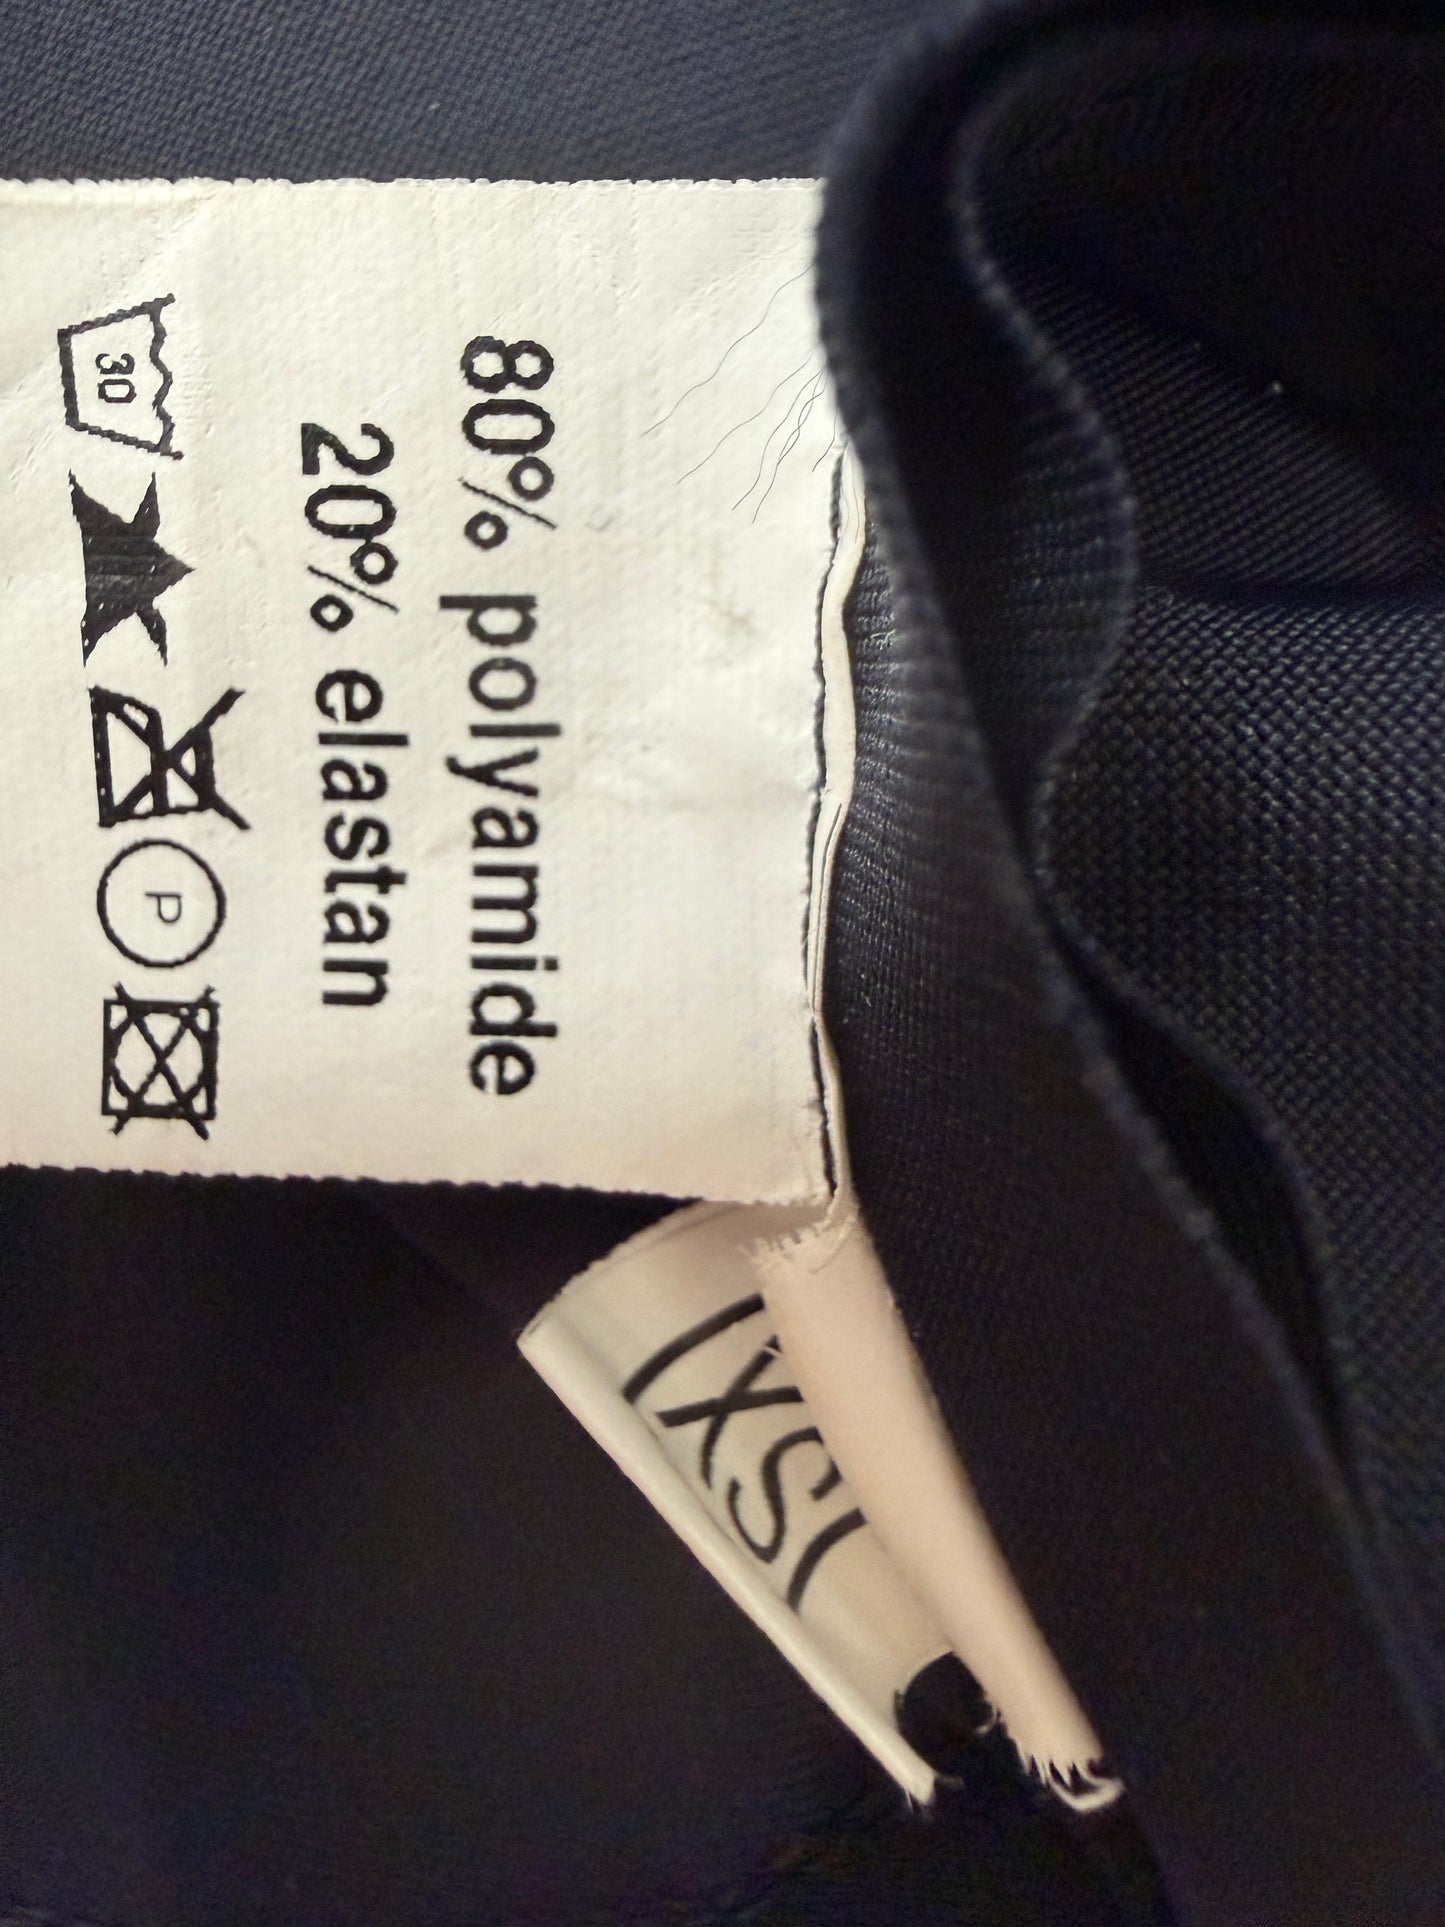 80% polyamide
20% elastan
30 P
(XS)